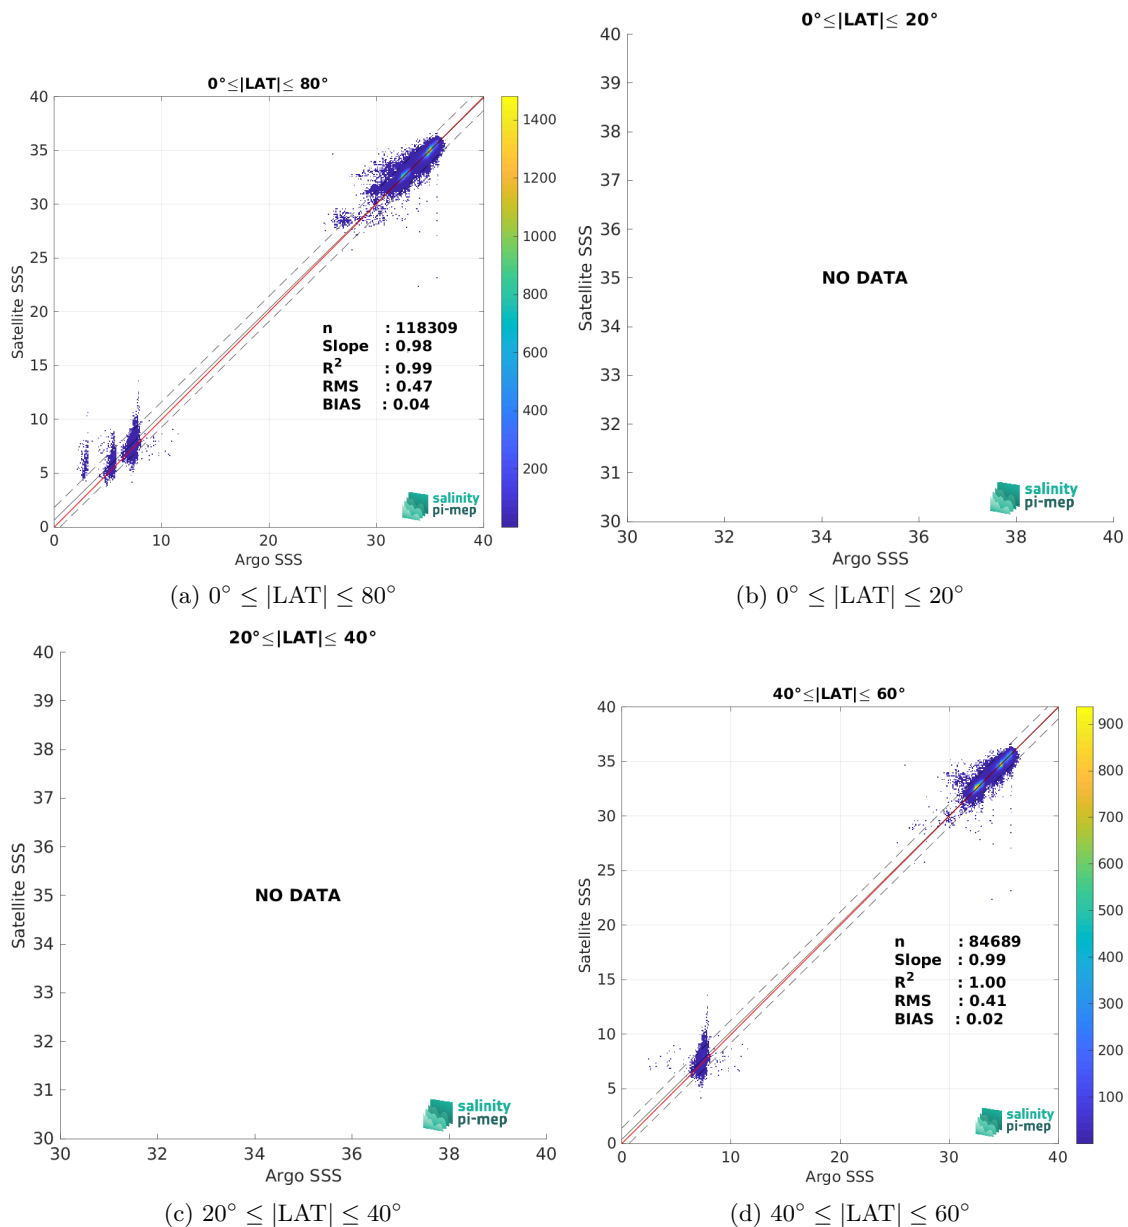 0°≤|LAT|≤ 80°
40
35
30
25
20
15
10
5
0
0
10
20
30
40
Satellite SSS
Argo SSS
n : 118309
Slope : 0.98
R² : 0.99
RMS : 0.47
BIAS : 0.04
1400
1200
1000
800
600
400
200
salinity
pi-mep
(a) 0° ≤ |LAT| ≤ 80°
0°≤|LAT|≤ 20°
40
39
38
37
36
35
34
33
32
31
30
30
32
34
36
38
40
Satellite SSS
Argo SSS
NO DATA
salinity
pi-mep
(b) 0° ≤ |LAT| ≤ 20°
20°≤|LAT|≤ 40°
40
39
38
37
36
35
34
33
32
31
30
30
32
34
36
38
40
Satellite SSS
Argo SSS
NO DATA
salinity
pi-mep
(c) 20° ≤ |LAT| ≤ 40°
40°≤|LAT|≤ 60°
40
35
30
25
20
15
10
5
0
0
10
20
30
40
Satellite SSS
Argo SSS
n : 84689
Slope : 0.99
R² : 1.00
RMS : 0.41
BIAS : 0.02
900
800
700
600
500
400
300
200
100
salinity
pi-mep
(d) 40° ≤ |LAT| ≤ 60°